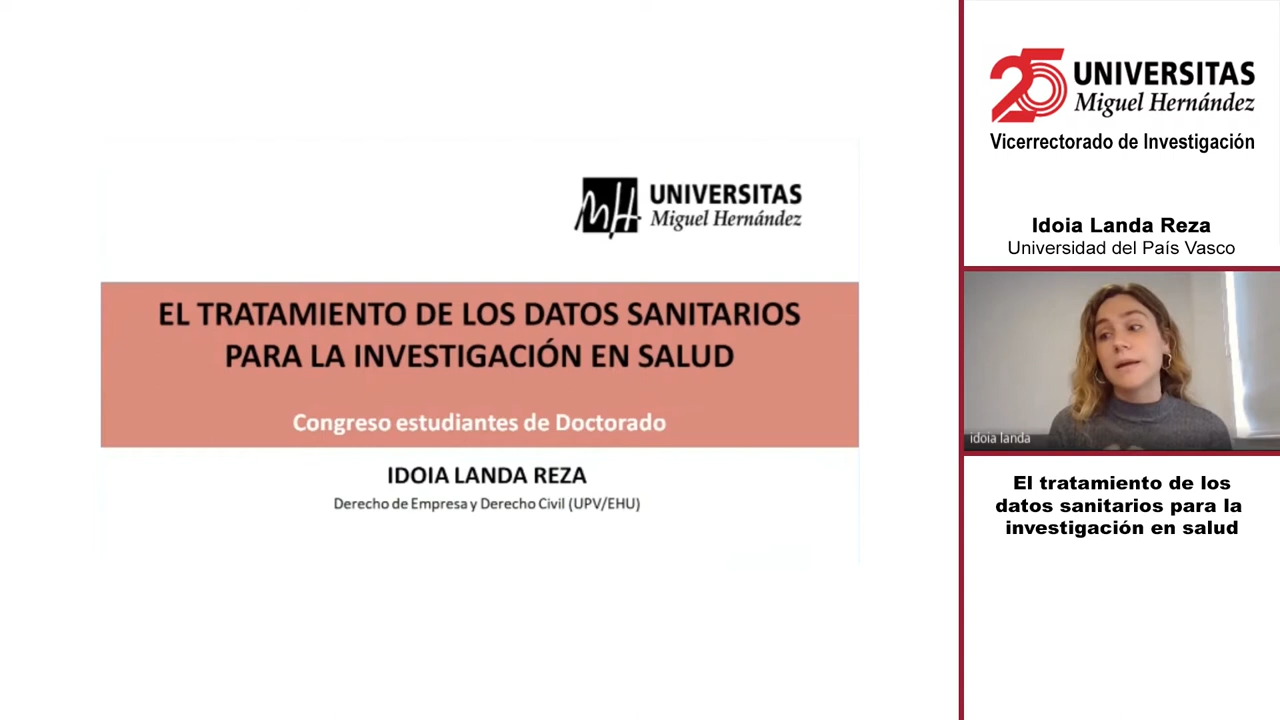 UNIVERSITAS
Miguel Hernández
EL TRATAMIENTO DE LOS DATOS SANITARIOS
PARA LA INVESTIGACIÓN EN SALUD
Congreso estudiantes de Doctorado
IDOIA LANDA REZA
Derecho de Empresa y Derecho Civil (UPV/EHU)
25 UNIVERSITAS
Miguel Hernández
Vicerrectorado de Investigación
Idoia Landa Reza
Universidad del País Vasco
idoia landa
El tratamiento de los
datos sanitarios para la
investigación en salud